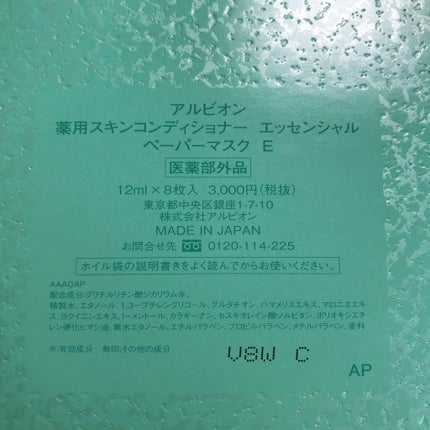 アルビオン
薬用スキンコンディショナー エッセンシャル
ペーパーマスク E
医薬部外品
12ml×8枚入 3,000円(税抜)
東京都中央区銀座1-7-10
株式会社アルビオン
MADE IN JAPAN
お問合せ先 0120-114-225
ホイル袋の説明書きをよく読んでからお使いください。
AAA0AP
配合成分:グリチルリチン酸ジカリウム※、
精製水、エタノール、1,3-ブチレングリコール、グルタチオン、ハマメリスエキス、マロニエエキ
ス、ヨクイニンエキス、ℓ-メントール、カラギーナン、セスキオレイン酸ソルビタン、ポリオキシエチ
レン硬化ヒマシ油、無水エタノール、エチルパラベン、プロピルパラベン、メチルパラベン、香料
※:有効成分 無印:その他の成分
V8W C
AP